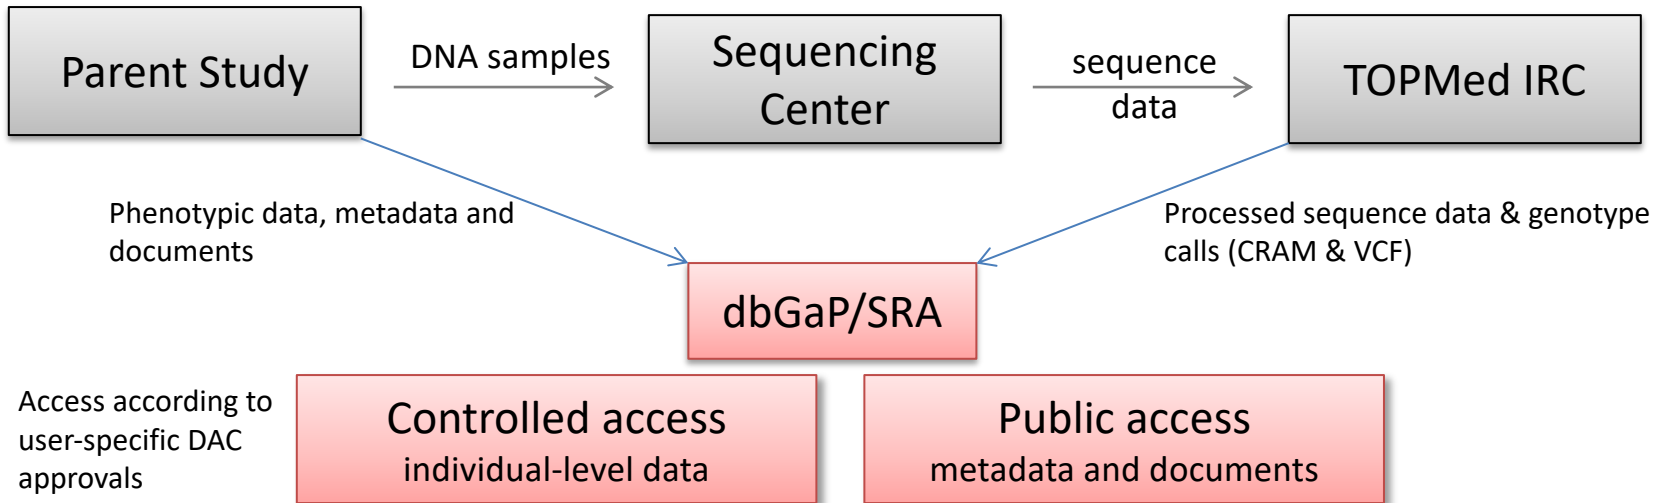 Parent Study
DNA samples
Sequencing
Center
sequence
data
TOPMed IRC
Phenotypic data, metadata and
documents
Processed sequence data & genotype
calls (CRAM & VCF)
dbGaP/SRA
Access according to
user-specific DAC
approvals
Controlled access
individual-level data
Public access
metadata and documents